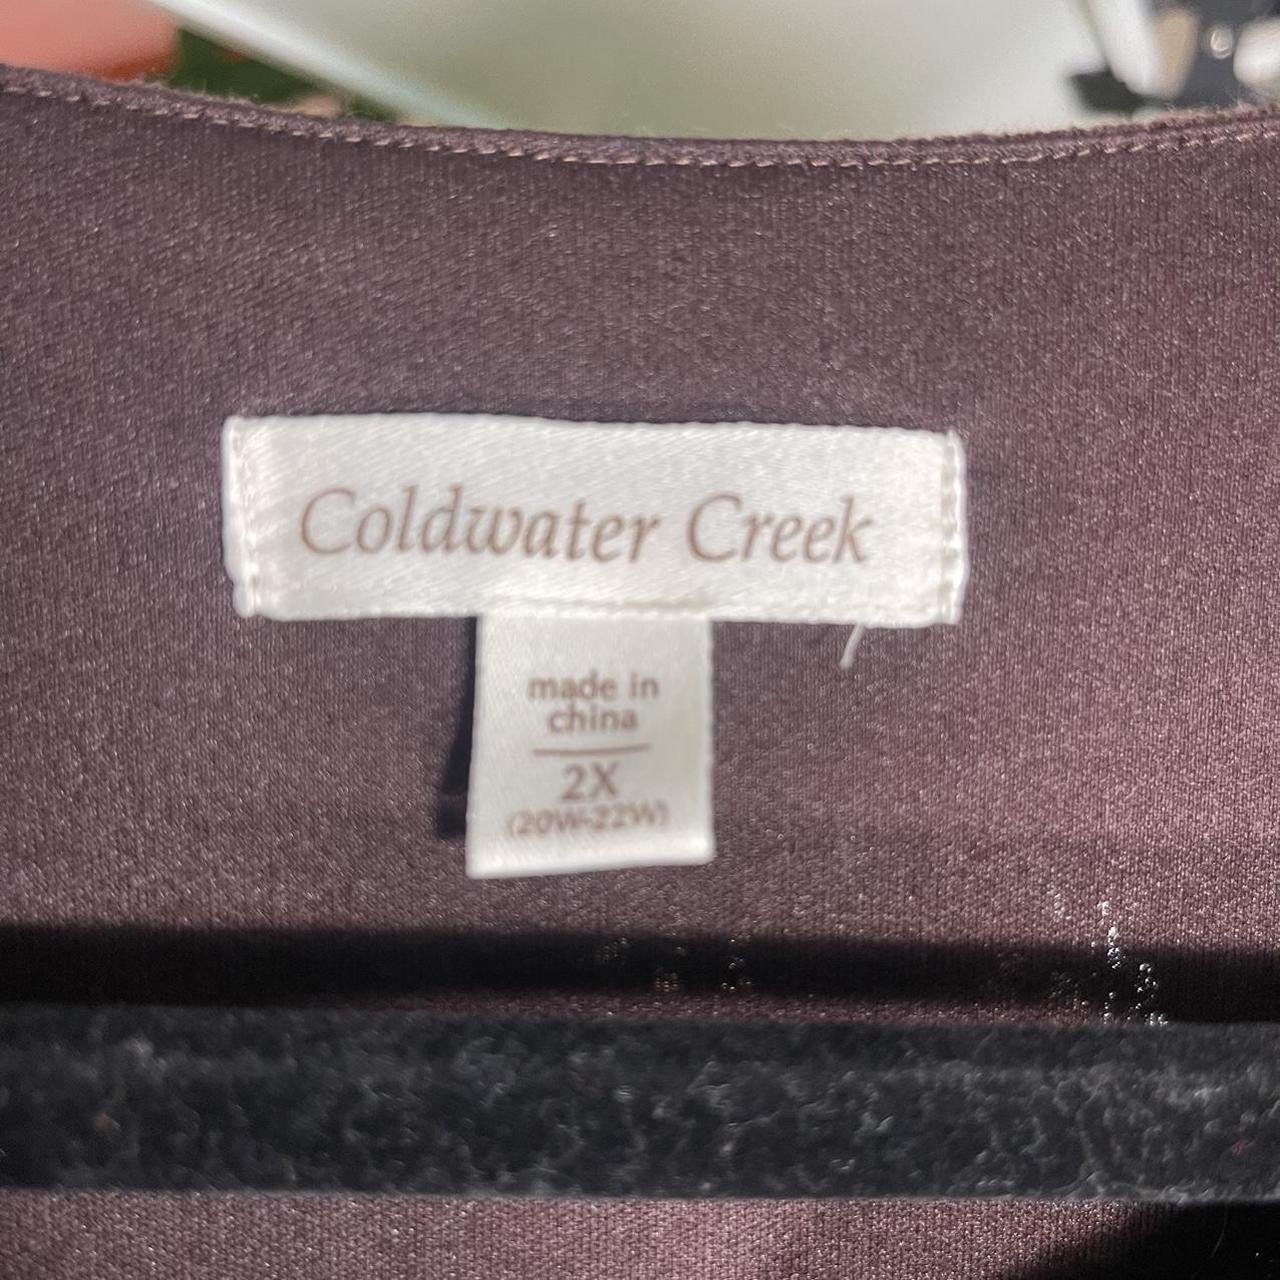 Coldwater Creek
made in
china
2X
(20W-22W)